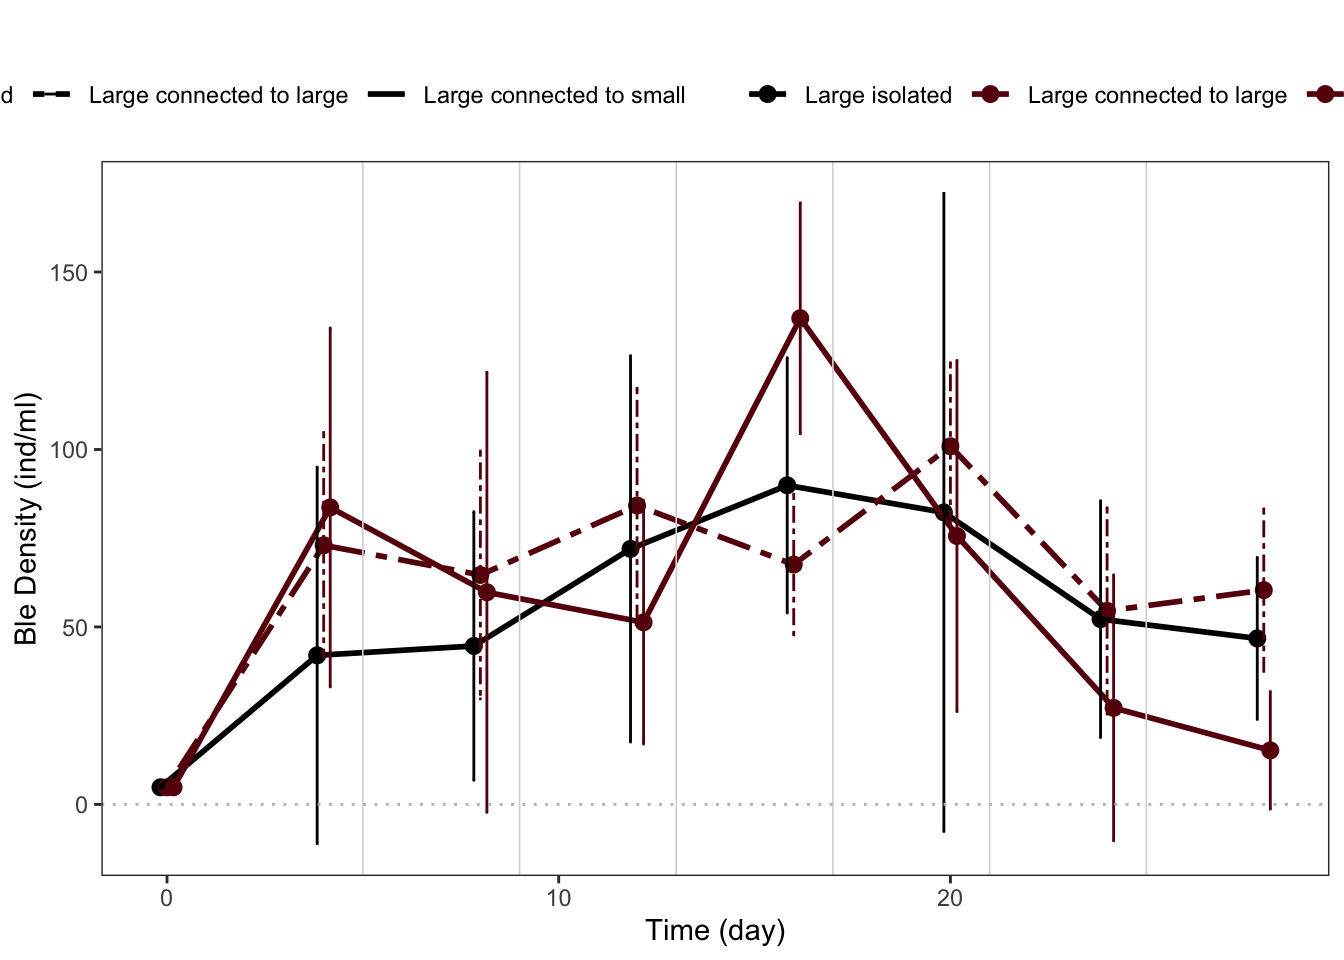 d Large connected to large Large connected to small Large isolated Large connected to large
150
100
50
0
Ble Density (ind/ml)
0 10 20
Time (day)